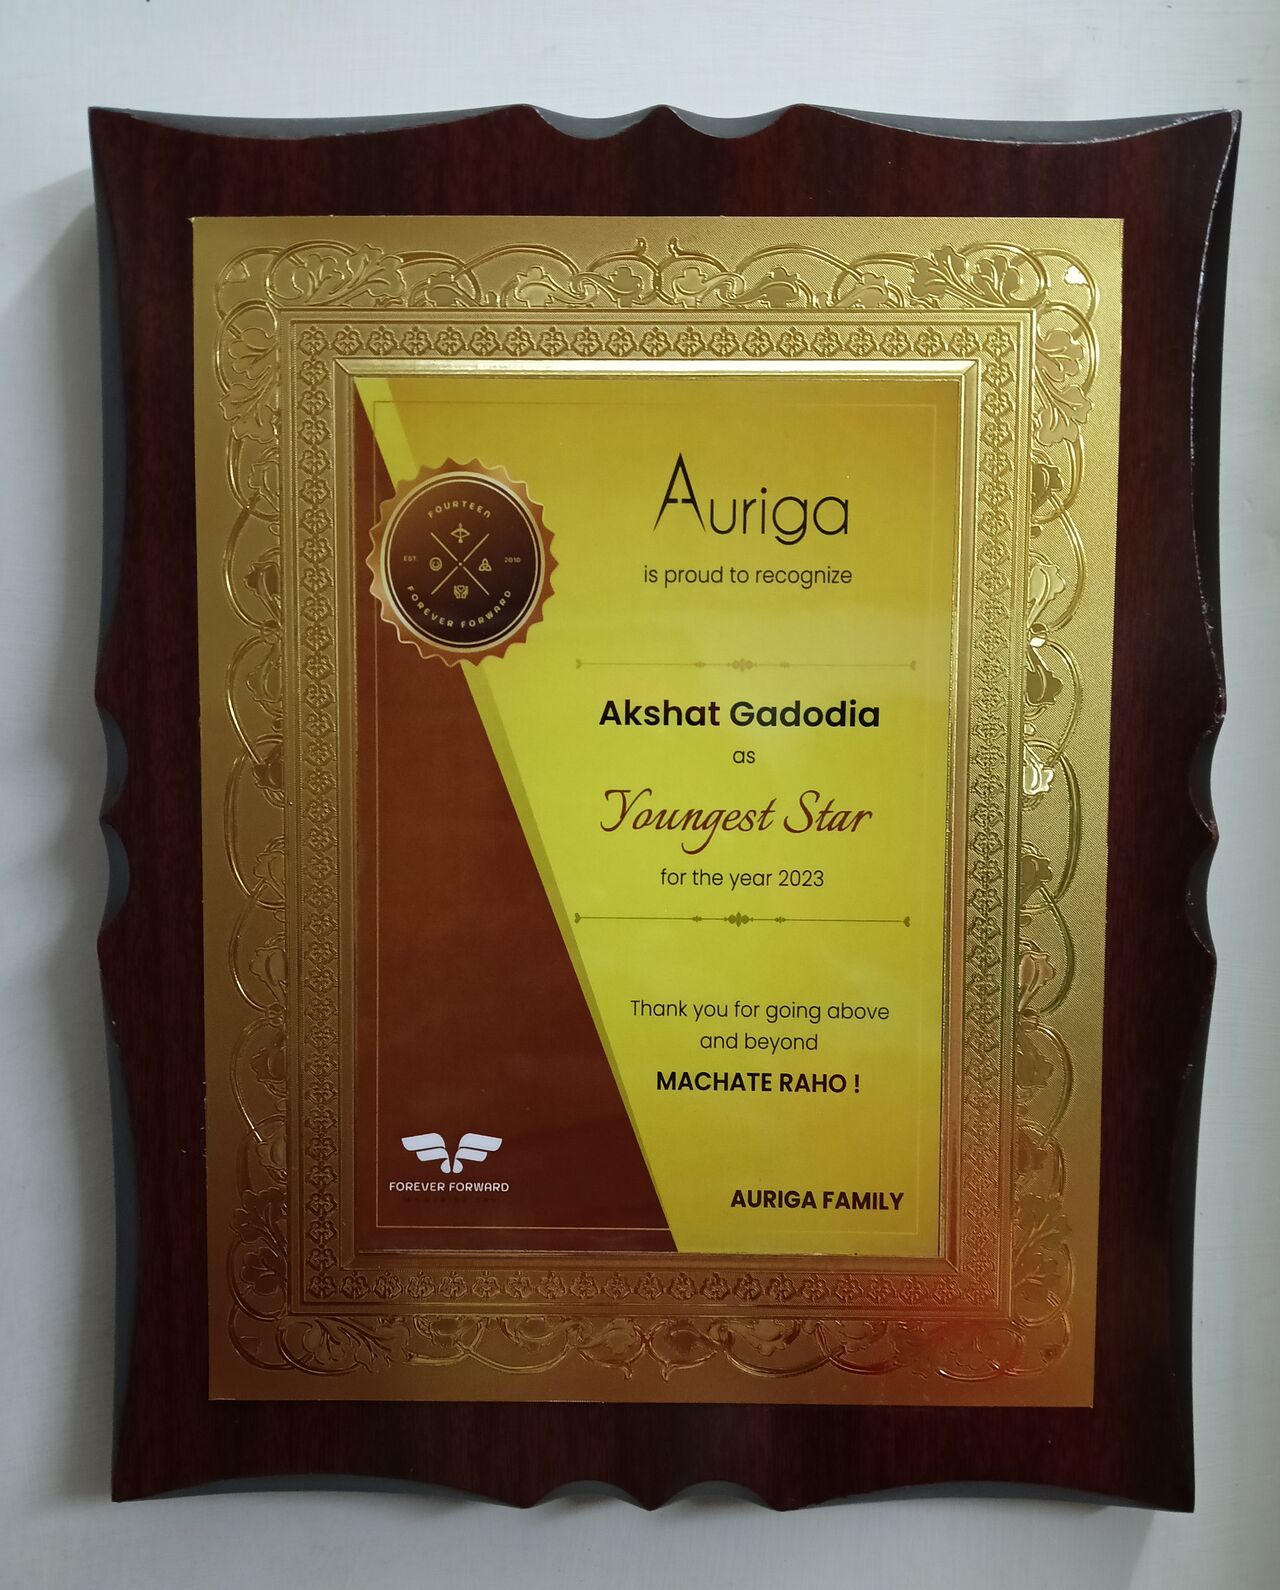 FOURTEEN
EST. 2010
FOREVER FORWARD
Auriga
is proud to recognize
Akshat Gadodia
as
Youngest Star
for the year 2023
Thank you for going above
and beyond
MACHATE RAHO !
FOREVER FORWARD
AURIGA FAMILY